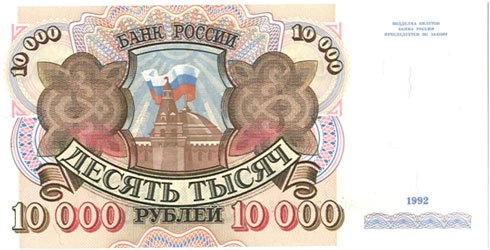 10 000 БАНК РОССИИ 10 000
ПОДДЕЛКА БИЛЕТОВ
БАНКА РОССИИ
ПРЕСЛЕДУЕТСЯ ПО ЗАКОНУ
ДЕСЯТЬ ТЫСЯЧ
10 000 РУБЛЕЙ 10 000
1992